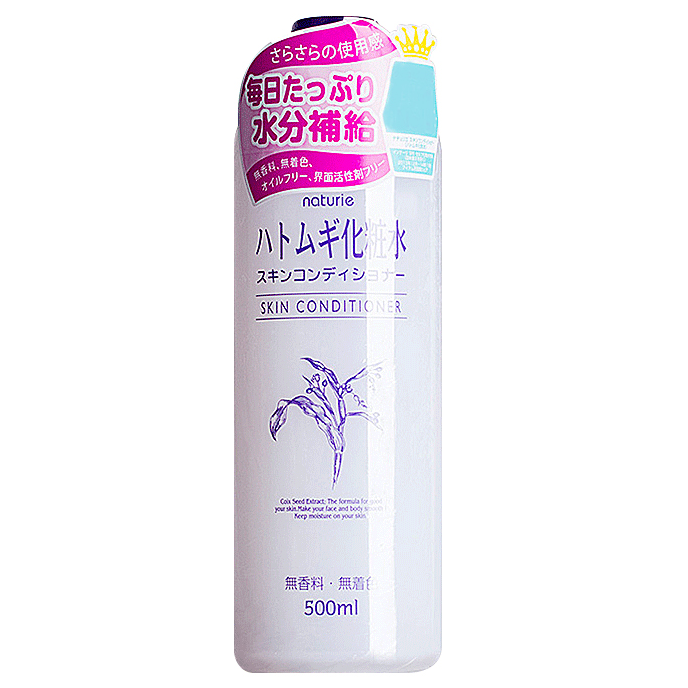 さらさらの使用感
毎日たっぷり
水分補給
無香料、無着色、
オイルフリー、界面活性剤フリー
naturie
ハトムギ化粧水
スキンコンディショナー
SKIN CONDITIONER
Coix Seed Extract; The formula for good
your skin.Make your face and body smooth
Keep moisture on your skin
無香料・無着色
500ml